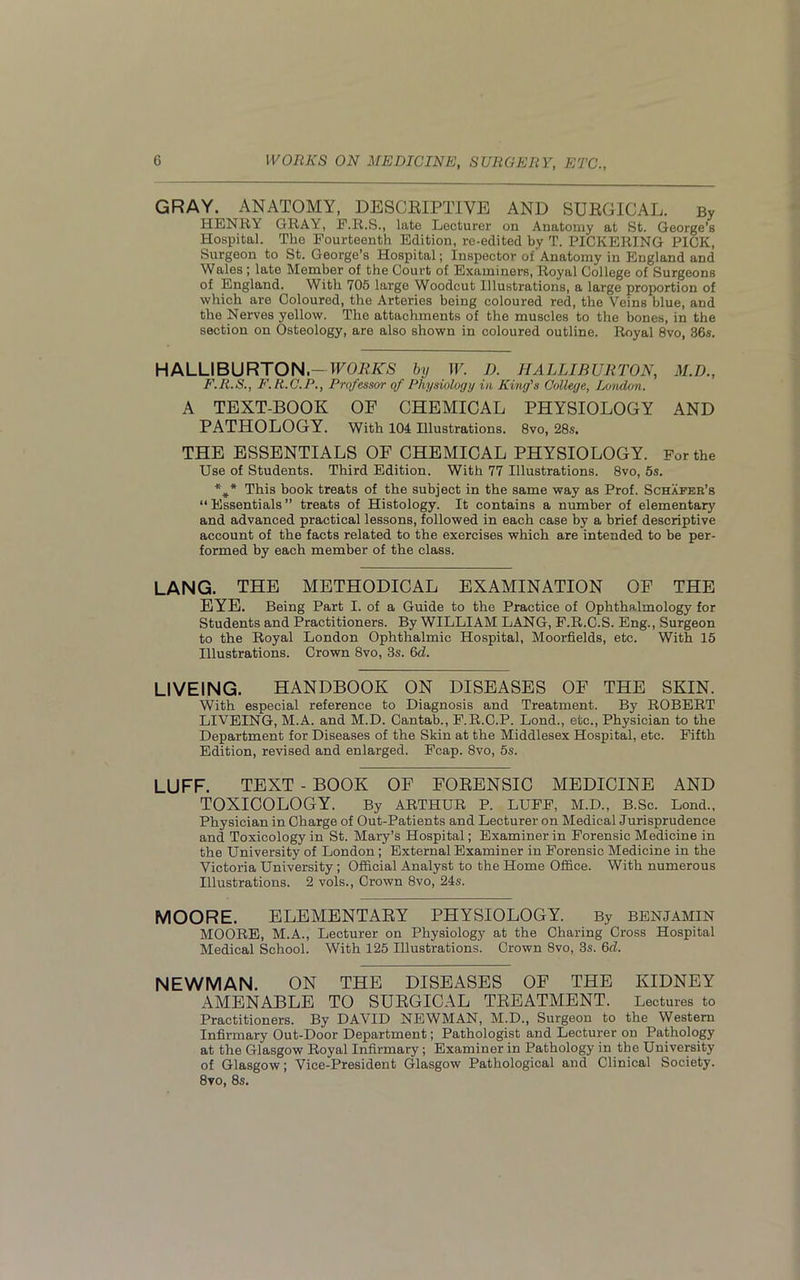 6 WORKS ON MEDICINE, SURGERY, ETC.,
GRAY. ANATOMY, DESCRIPTIVE AND SURGICAL. By
HENRY GRAY, F.R.S., late Lecturer on Anatomy at St. George's
Hospital. The Fourteenth Edition, re-edited by T. PICKERING PICK,
Surgeon to St. George's Hospital; Inspector of Anatomy in England and
Wales; late Member of the Court of Examiners, Royal College of Surgeons
of England. With 705 large Woodcut Illustrations, a large proportion of
which are Coloured, the Arteries being coloured red, the Veins blue, and
the Nerves yellow. The attachments of the muscles to the bones, in the
section on Osteology, are also shown in coloured outline. Royal 8vo, 36s.
HALLIBURTON.—WORKS by W. D. HALLIBURTON, M.D.,
F.R.S., F.R.C.P., Professor of Physiology in King's College, London.
A TEXT-BOOK OF CHEMICAL PHYSIOLOGY AND
PATHOLOGY. With 104 Illustrations. 8vo, 28s.
THE ESSENTIALS OF CHEMICAL PHYSIOLOGY. For the
Use of Students. Third Edition. With 77 Illustrations. 8vo, 5s.
*** This book treats of the subject in the same way as Prof. SCHÄFER'S
"Essentials" treats of Histology. It contains a number of elementary
and advanced practical lessons, followed in each case by a brief descriptive
account of the facts related to the exercises which are intended to be per-
formed by each member of the class.
LANG. THE METHODICAL EXAMINATION OF THE
EYE. Being Part I. of a Guide to the Practice of Ophthalmology for
Students and Practitioners. By WILLIAM LANG, F.R.C.S. Eng., Surgeon
to the Royal London Ophthalmic Hospital, Moorfields, etc. With 15
Illustrations. Crown 8vo, 3s. 6d.
LIVEING. HANDBOOK ON DISEASES OF THE SKIN.
With especial reference to Diagnosis and Treatment. By ROBERT
LIVEING, M.A. and M.D. Cantab., F.R.C.P. Lond., etc., Physician to the
Department for Diseases of the Skin at the Middlesex Hospital, etc. Fifth
Edition, revised and enlarged. Fcap. 8vo, 5s.
LUFF. TEXT-BOOK OF FORENSIC MEDICINE AND
TOXICOLOGY. By ARTHUR P. LUFF, M.D., B.Sc. Lond.,
Physician in Charge of Out-Patients and Lecturer on Medical Jurisprudence
and Toxicology in St. Mary's Hospital; Examiner in Forensic Medicine in
the University of London; External Examiner in Forensic Medicine in the
Victoria University; Official Analyst to the Home Office. With numerous
Illustrations. 2 vols., Crown 8vo, 24s.
MOORE. ELEMENTARY PHYSIOLOGY. By BENJAMIN
MOORE, M.A., Lecturer on Physiology at the Charing Cross Hospital
Medical School. With 125 Illustrations. Crown 8vo, 3s. 6d.
NEWMAN. ON THE DISEASES OF THE KIDNEY
AMENABLE TO SURGICAL TREATMENT. Lectures to
Practitioners. By DAVID NEWMAN, M.D., Surgeon to the Western
Infirmary Out-Door Department; Pathologist and Lecturer on Pathology
at the Glasgow Royal Infirmary; Examiner in Pathology in the University
of Glasgow; Vice-President Glasgow Pathological and Clinical Society.
8vo, 8s.